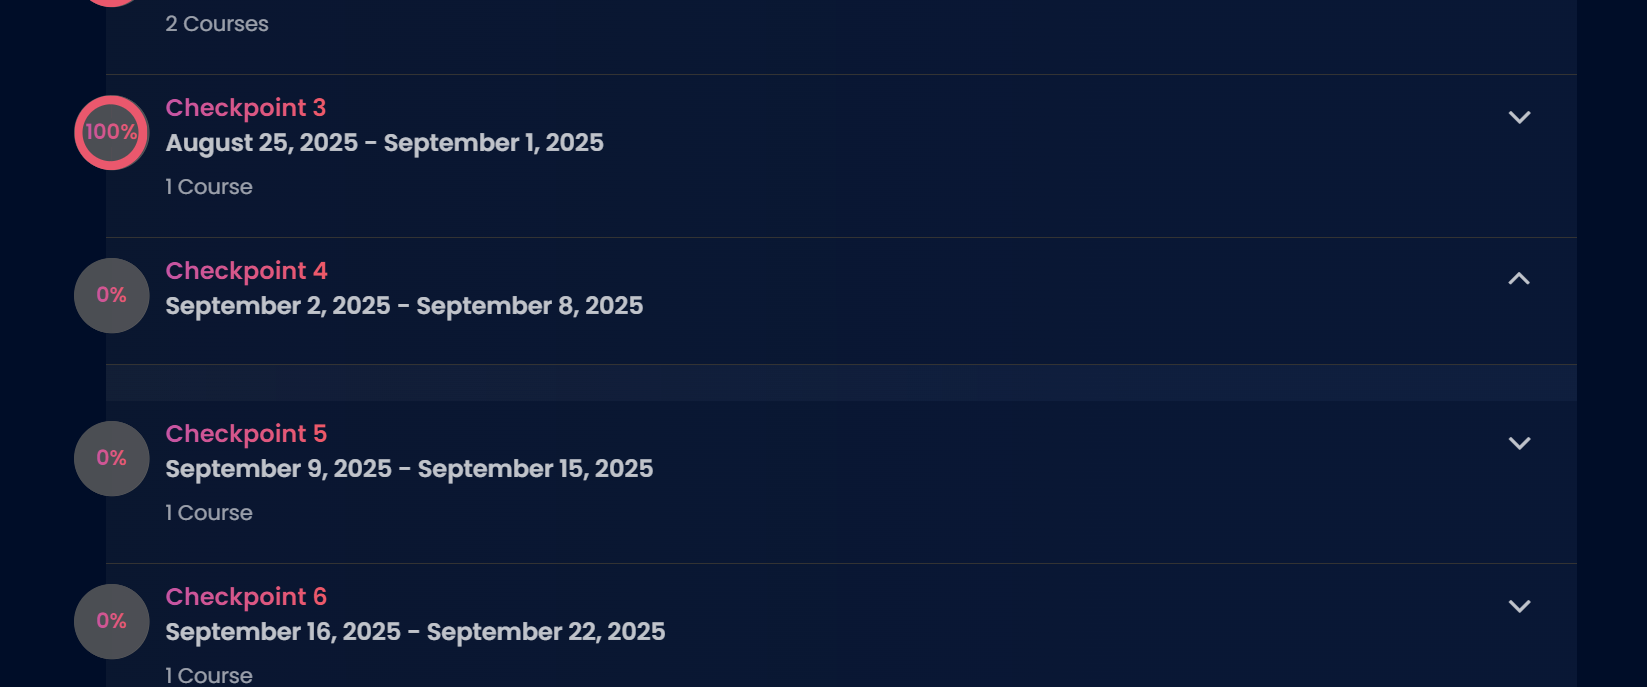 2 Courses
100%
Checkpoint 3
August 25, 2025 - September 1, 2025
1 Course
0%
Checkpoint 4
September 2, 2025 - September 8, 2025
0%
Checkpoint 5
September 9, 2025 - September 15, 2025
1 Course
0%
Checkpoint 6
September 16, 2025 - September 22, 2025
1 Course